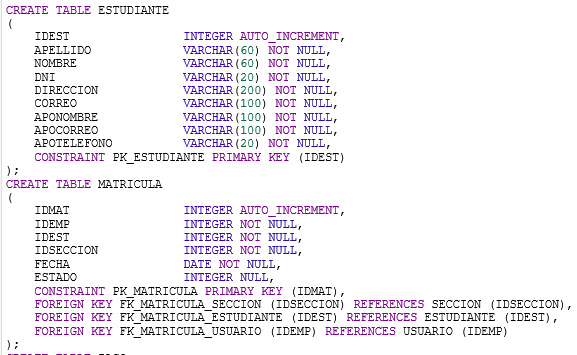 CREATE TABLE ESTUDIANTE
(
    IDEST                INTEGER AUTO_INCREMENT,
    APELLIDO             VARCHAR(60) NOT NULL,
    NOMBRE               VARCHAR(60) NOT NULL,
    DNI                  VARCHAR(20) NOT NULL,
    DIRECCION            VARCHAR(200) NOT NULL,
    CORREO               VARCHAR(100) NOT NULL,
    APONOMBRE            VARCHAR(100) NOT NULL,
    APOCORREO            VARCHAR(100) NOT NULL,
    APOTELEFONO          VARCHAR(20) NOT NULL,
    CONSTRAINT PK_ESTUDIANTE PRIMARY KEY (IDEST)
);
CREATE TABLE MATRICULA
(
    IDMAT                INTEGER AUTO_INCREMENT,
    IDEMP                INTEGER NOT NULL,
    IDEST                INTEGER NOT NULL,
    IDSECCION            INTEGER NOT NULL,
    FECHA                DATE NOT NULL,
    ESTADO               INTEGER NULL,
    CONSTRAINT PK_MATRICULA PRIMARY KEY (IDMAT),
    FOREIGN KEY FK_MATRICULA_SECCION (IDSECCION) REFERENCES SECCION (IDSECCION),
    FOREIGN KEY FK_MATRICULA_ESTUDIANTE (IDEST) REFERENCES ESTUDIANTE (IDEST),
    FOREIGN KEY FK_MATRICULA_USUARIO (IDEMP) REFERENCES USUARIO (IDEMP)
);